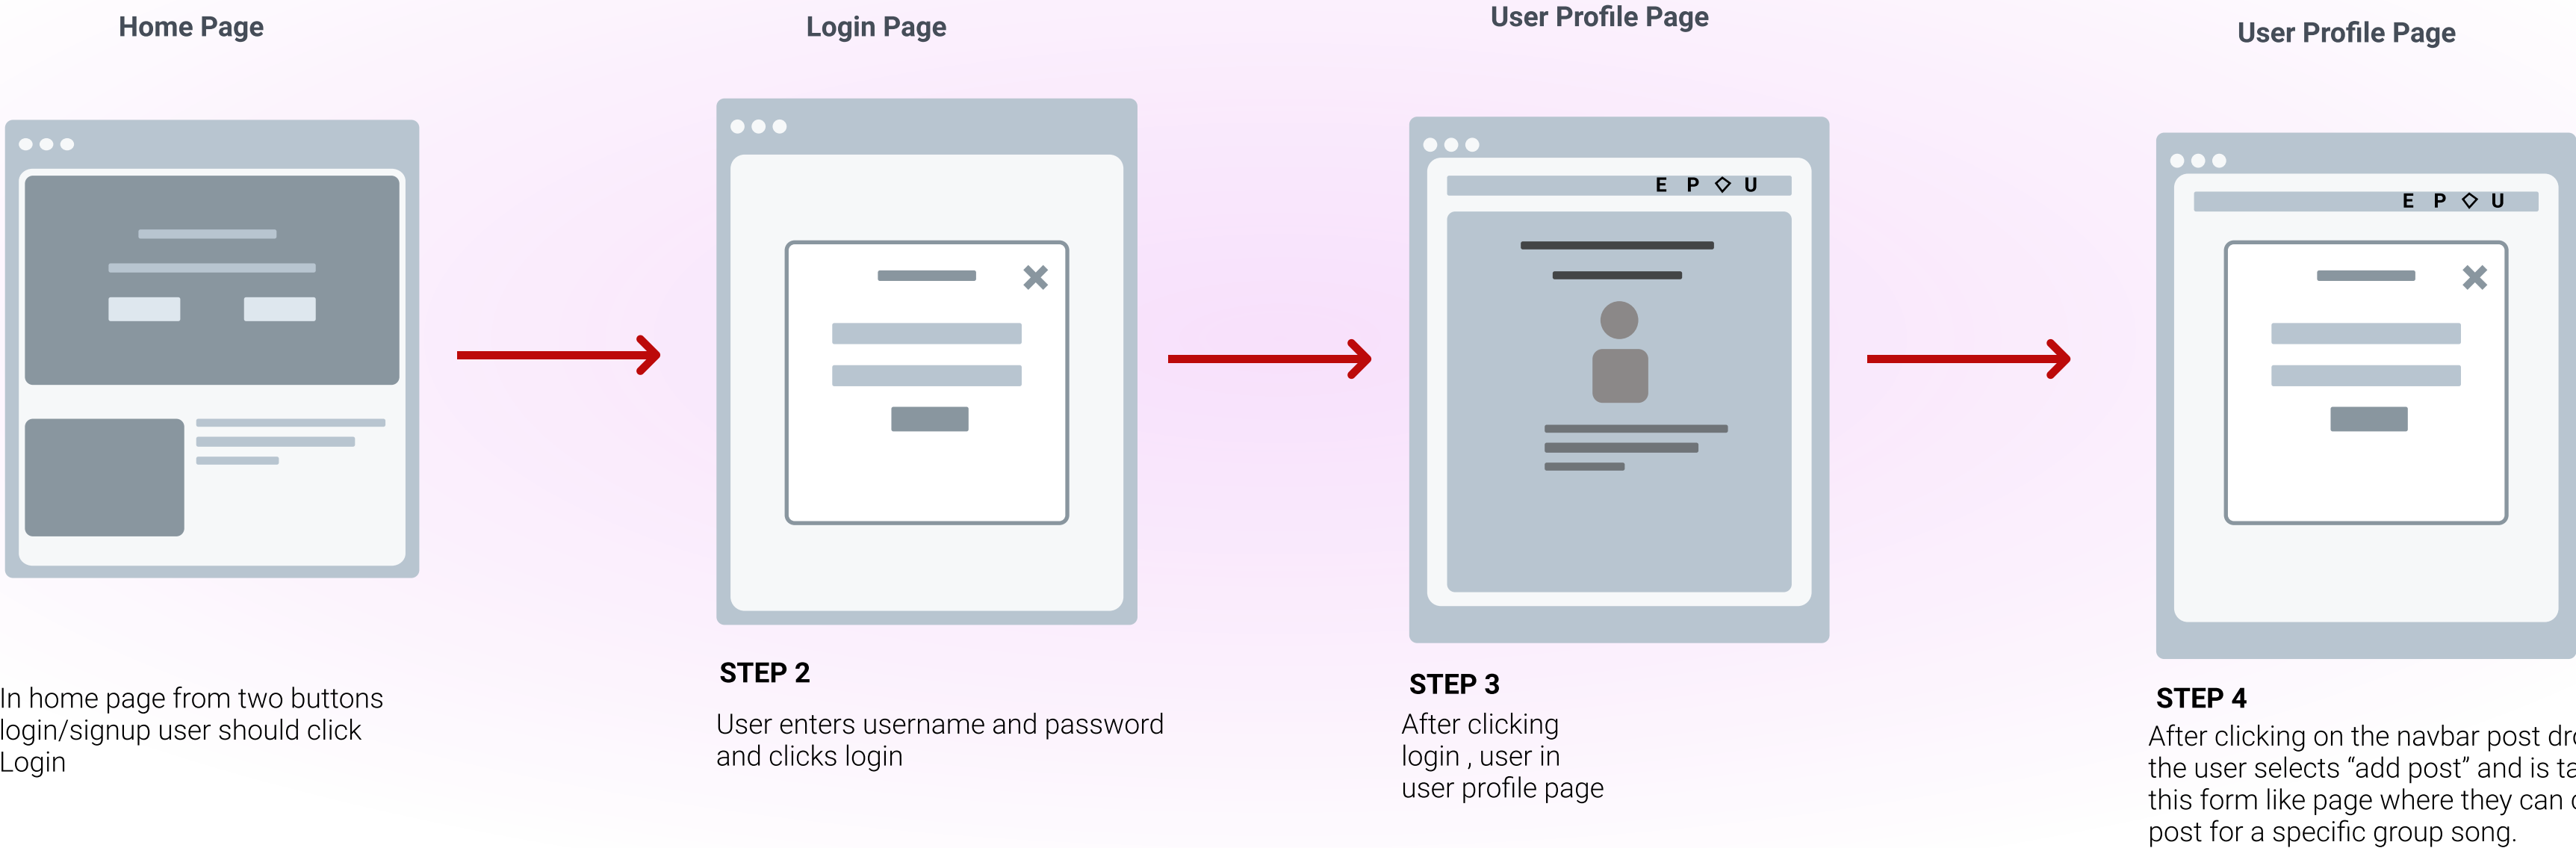 Home Page
In home page from two buttons
login/signup user should click
Login
Login Page
STEP 2
User enters username and password
and clicks login
User Profile Page
E P U
STEP 3
After clicking
login , user in
user profile page
User Profile Page
E P U
STEP 4
After clicking on the navbar post
the user selects “add post” and is
this form like page where they can
post for a specific group song.